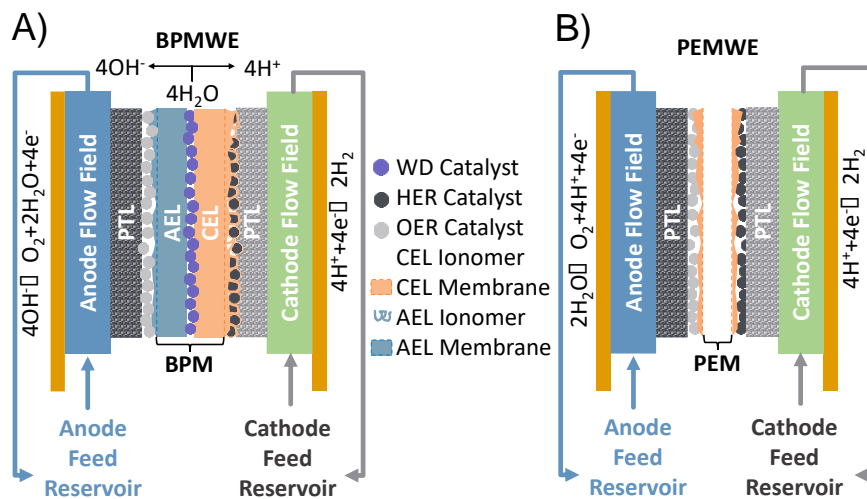 A)
BPMWE
4OH⁻
4H⁺
4H₂O
4OH⁻▯ O₂+2H₂O+4e⁻
Anode Flow Field
PTL
AEL
CEL
PTL
Cathode Flow Field
4H⁺+4e⁻▯ 2H₂
BPM
Anode
Feed
Reservoir
Cathode
Feed
Reservoir
WD Catalyst
HER Catalyst
OER Catalyst
CEL Ionomer
CEL Membrane
AEL Ionomer
AEL Membrane
B)
PEMWE
2H₂O▯ O₂+4H⁺+4e⁻
Anode Flow Field
PTL
PTL
Cathode Flow Field
4H⁺+4e⁻▯ 2H₂
PEM
Anode
Feed
Reservoir
Cathode
Feed
Reservoir